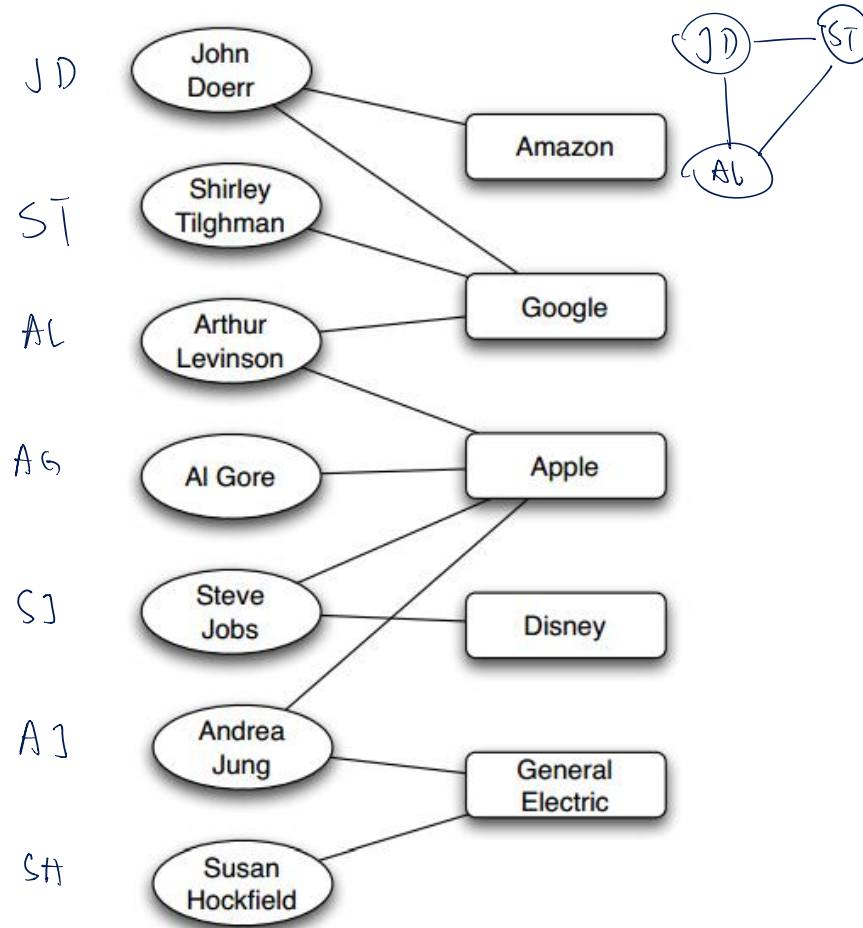 JD
John
Doerr
Amazon
JD
ST
AL
ST
Shirley
Tilghman
Google
AL
Arthur
Levinson
AG
Al Gore
Apple
SJ
Steve
Jobs
Disney
AJ
Andrea
Jung
General
Electric
SH
Susan
Hockfield